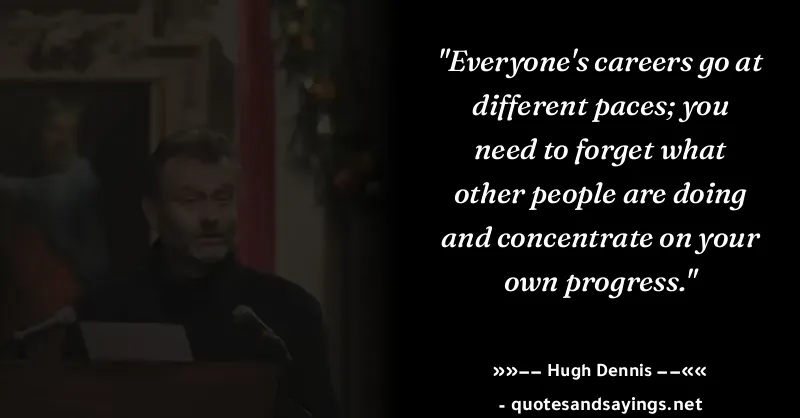 "Everyone's careers go at
different paces; you
need to forget what
other people are doing
and concentrate on your
own progress."
»»–– Hugh Dennis ––««
- quotesandsayings.net